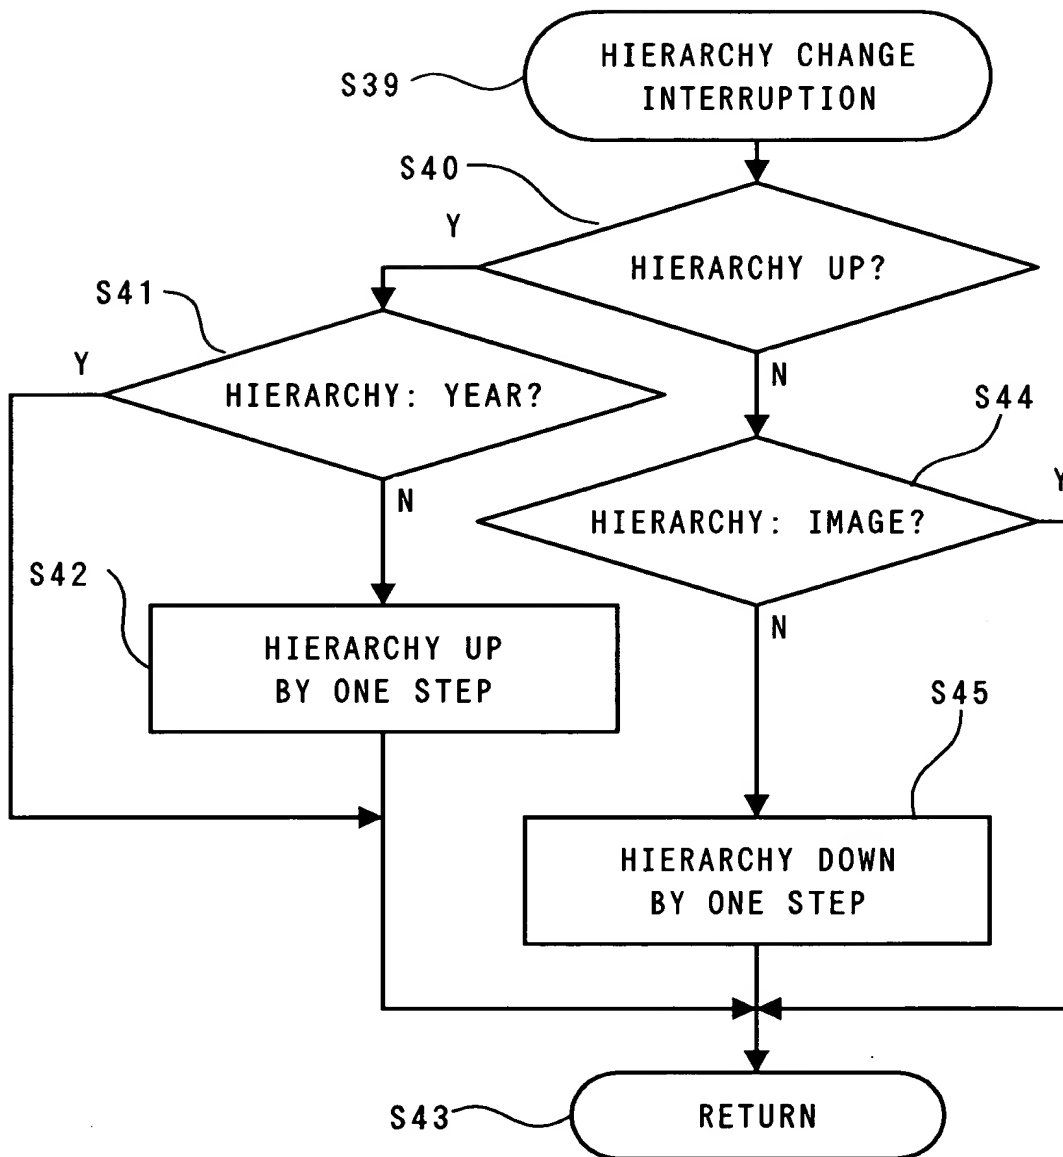 HIERARCHY CHANGE
INTERRUPTION
S39
S40
Y
HIERARCHY UP?
S41
Y
N
HIERARCHY: YEAR?
S44
Y
N
HIERARCHY: IMAGE?
S42
N
HIERARCHY UP
BY ONE STEP
S45
HIERARCHY DOWN
BY ONE STEP
S43
RETURN